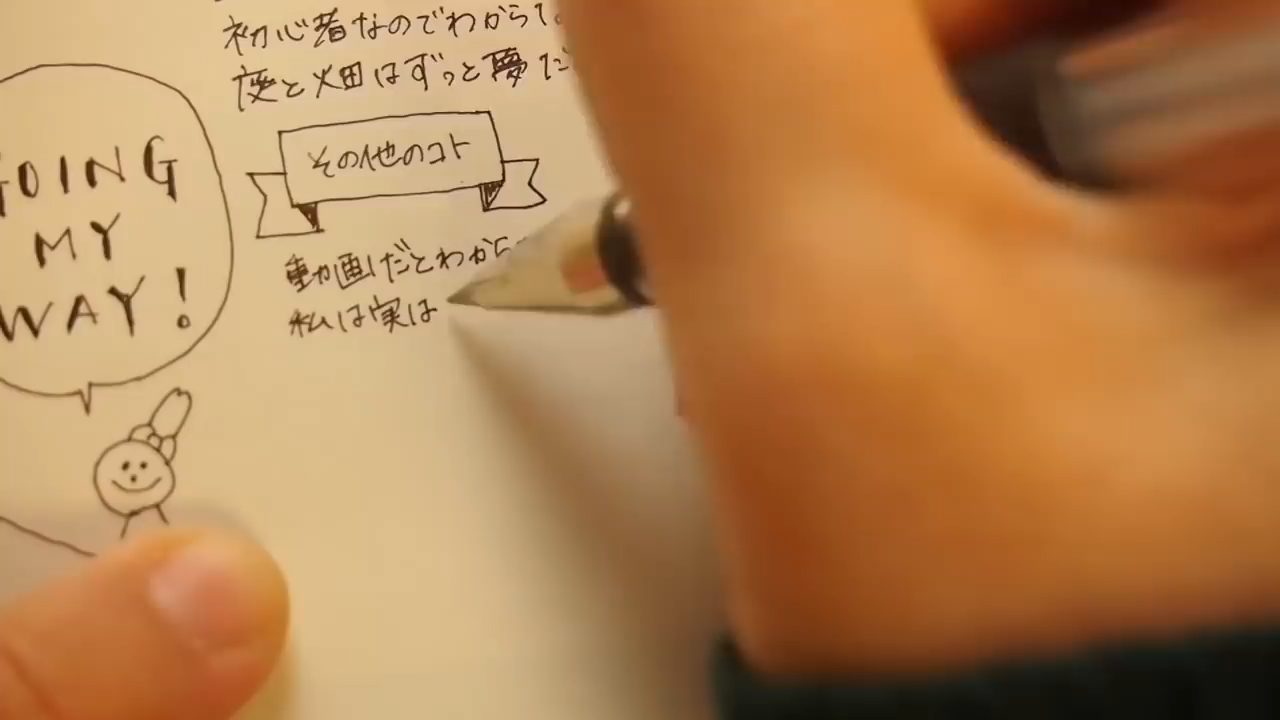 初心者なのでわから
庭と畑はずっと夢だ
GOING
MY
WAY!
その他のコト
動画だとわから
私は実は